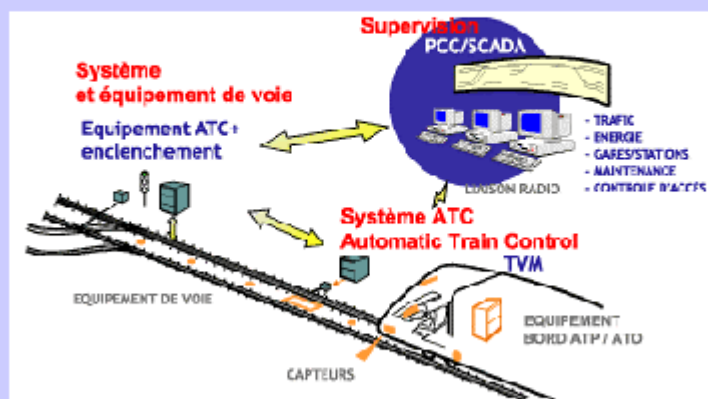 Supervision
PCC/SCADA
Système
et équipement de voie
Equipement ATC+
enclenchement
- TRAFIC
- ENERGIE
- GARES/STATIONS
- MAINTENANCE
- CONTROLE D'ACCÉS
LIAISON RADIO
Système ATC
Automatic Train Control
TVM
EQUIPEMENT DE VOIE
EQUIPEMENT
BORD ATP / ATO
CAPTEURS